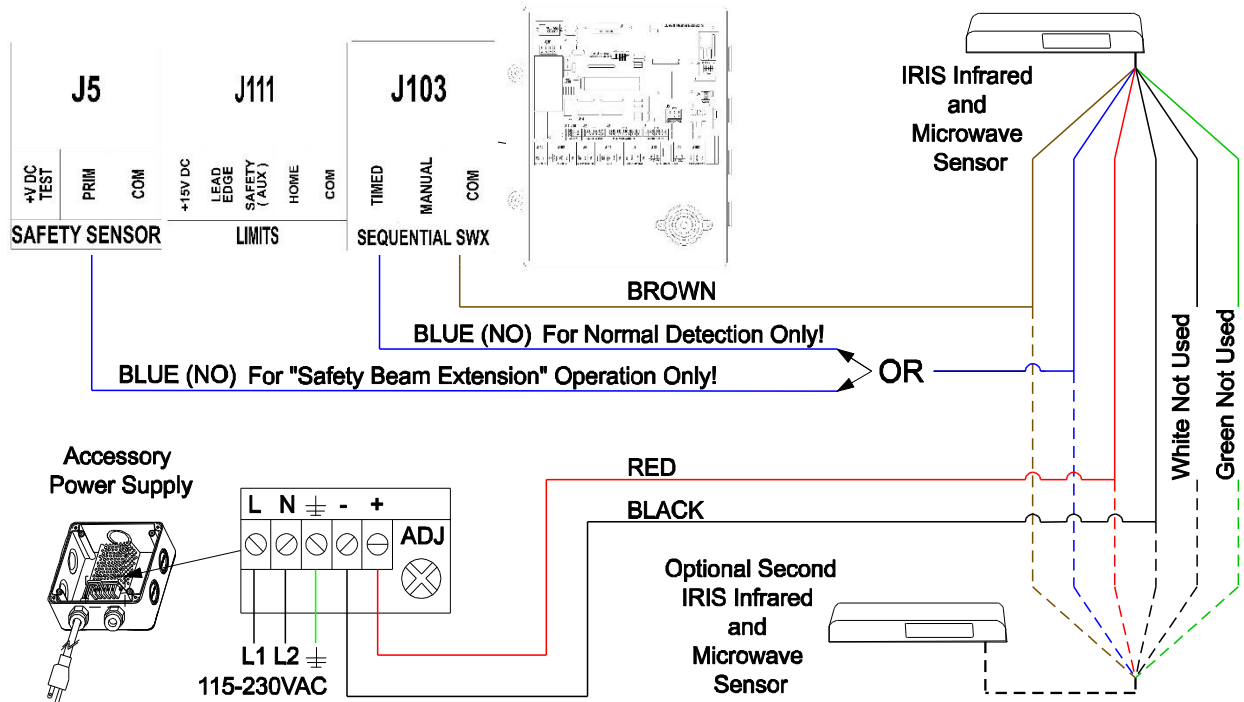 J5
J111
J103
+V DC
TEST
PRIM
COM
+15V DC
LEAD
EDGE
SAFETY
( AUX )
HOME
COM
TIMED
MANUAL
COM
SAFETY SENSOR
LIMITS
SEQUENTIAL SWX
IRIS Infrared
and
Microwave
Sensor
BROWN
BLUE (NO) For Normal Detection Only!
BLUE (NO) For "Safety Beam Extension" Operation Only!
OR
White Not Used
Green Not Used
RED
BLACK
Accessory
Power Supply
L N - +
ADJ
L1 L2
115-230VAC
Optional Second
IRIS Infrared
and
Microwave
Sensor